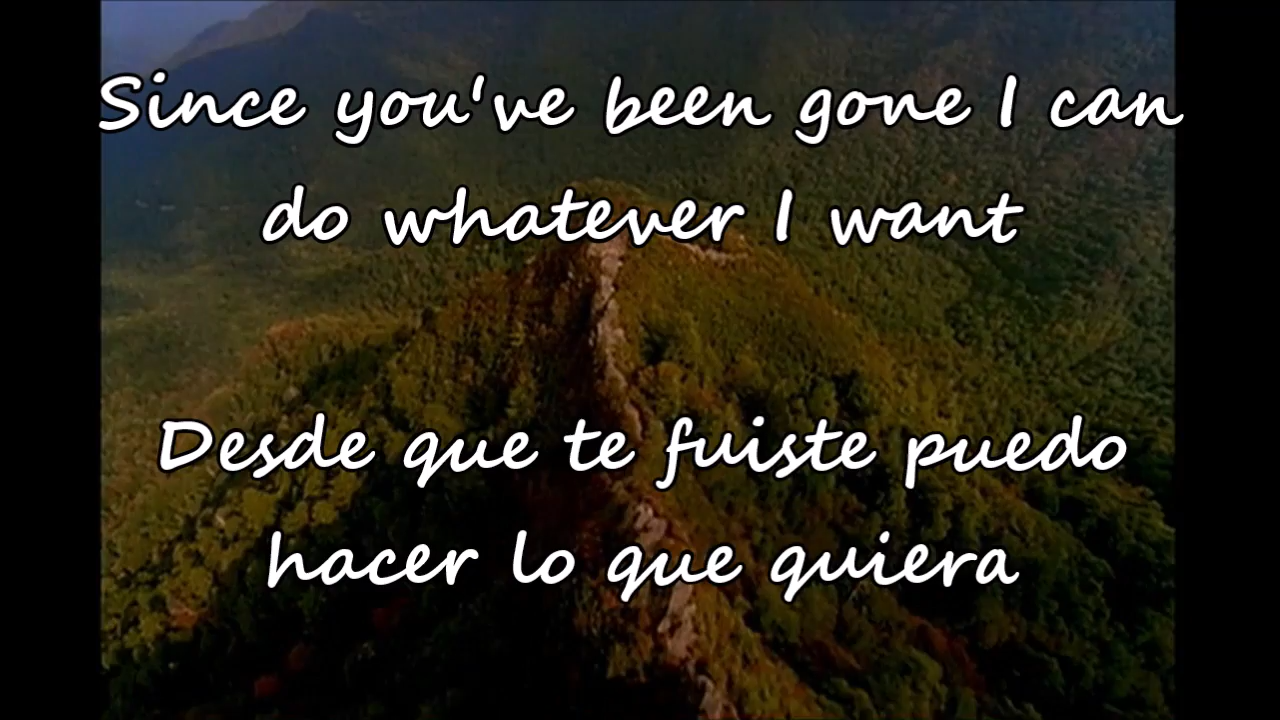 Since you've been gone I can
do whatever I want
Desde que te fuiste puedo
hacer lo que quiera